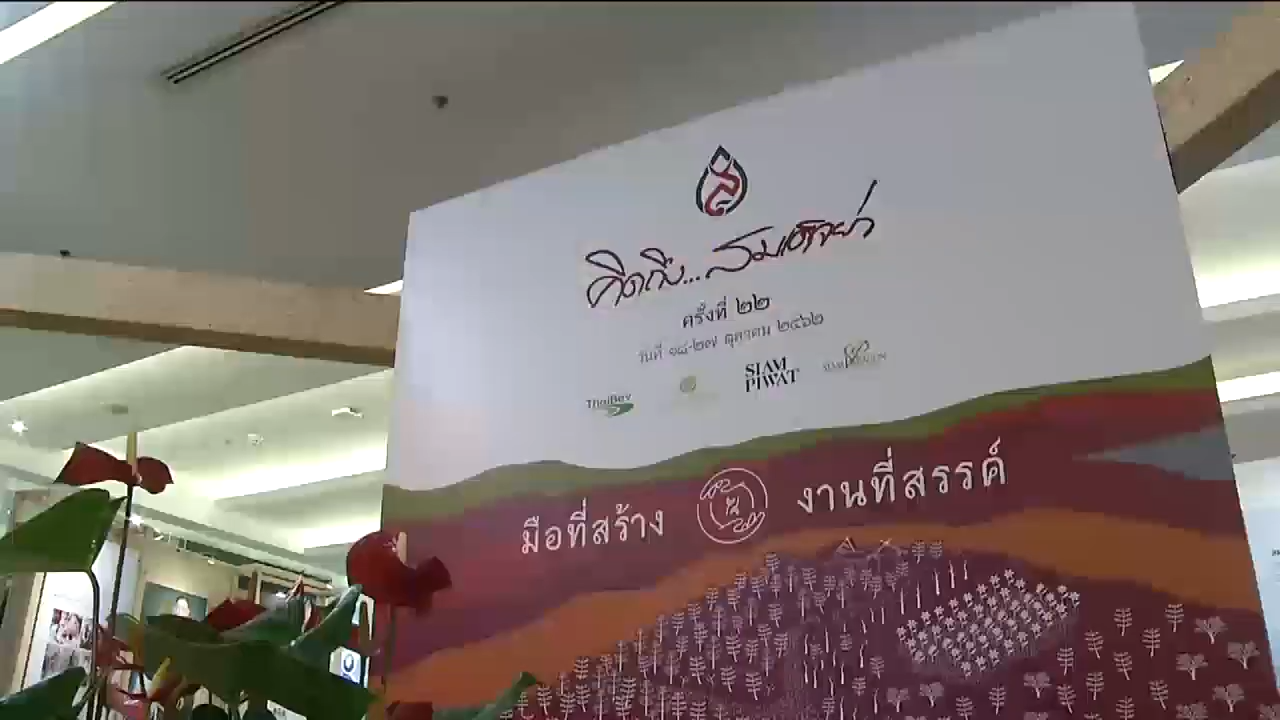 คิดถึง...สมเด็จย่า
ครั้งที่ ๒๒
วันที่ ๑๘-๒๗ ตุลาคม ๒๕๖๒
ThaiBev
SIAM
PIWAT
มือที่สร้าง งานที่สรรค์